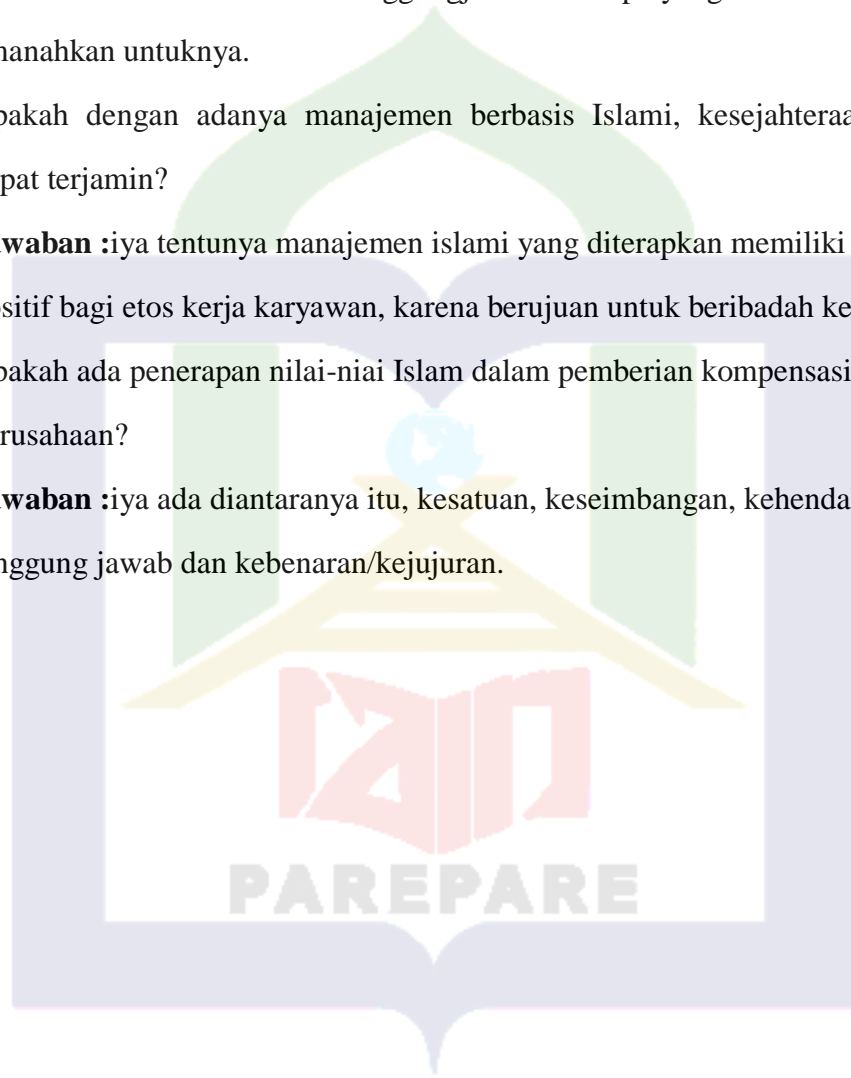 manahkan untuknya.
pakah dengan adanya manajemen berbasis Islami, kesejahteraa
pat terjamin?
waban :iya tentunya manajemen islami yang diterapkan memiliki
ositif bagi etos kerja karyawan, karena berujuan untuk beribadah ke
pakah ada penerapan nilai-niai Islam dalam pemberian kompensasi
rusahaan?
waban :iya ada diantaranya itu, kesatuan, keseimbangan, kehenda
nggung jawab dan kebenaran/kejujuran.
PAREPARE